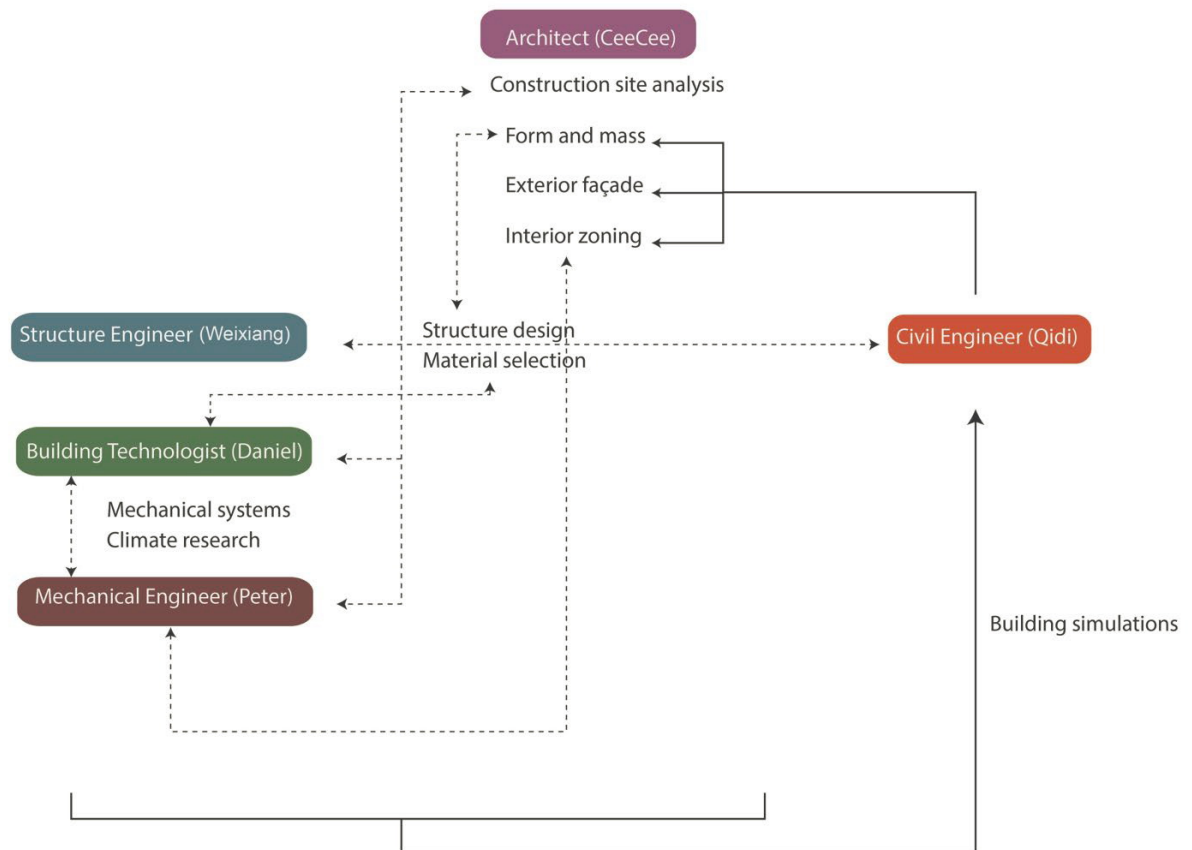 Architect (CeeCee)
Construction site analysis
Form and mass
Exterior façade
Interior zoning
Structure Engineer (Weixiang)
Structure design
Material selection
Civil Engineer (Qidi)
Building Technologist (Daniel)
Mechanical systems
Climate research
Mechanical Engineer (Peter)
Building simulations